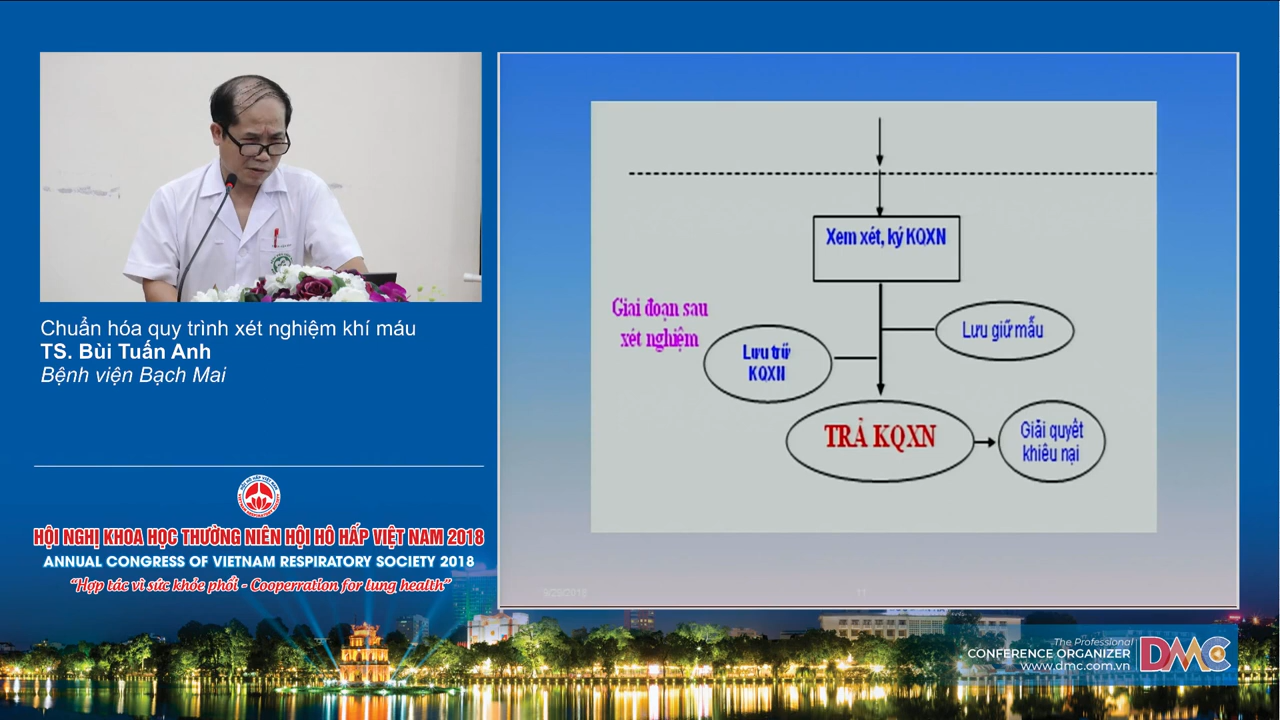 Chuẩn hóa quy trình xét nghiệm khí máu
TS. Bùi Tuấn Anh
Bệnh viện Bạch Mai
HỘI NGHỊ KHOA HỌC THƯỜNG NIÊN HỘI HÔ HẤP VIỆT NAM 2018
ANNUAL CONGRESS OF VIETNAM RESPIRATORY SOCIETY 2018
“Hợp tác vì sức khỏe phổi - Cooperration for lung health”
Xem xét, ký KQXN
Giai đoạn sau
xét nghiệm
Lưu giữ mẫu
Lưu trữ
KQXN
TRẢ KQXN
Giải quyết
khiêu nại
11
The Professional
CONFERENCE ORGANIZER
www.dmc.com.vn
DMC